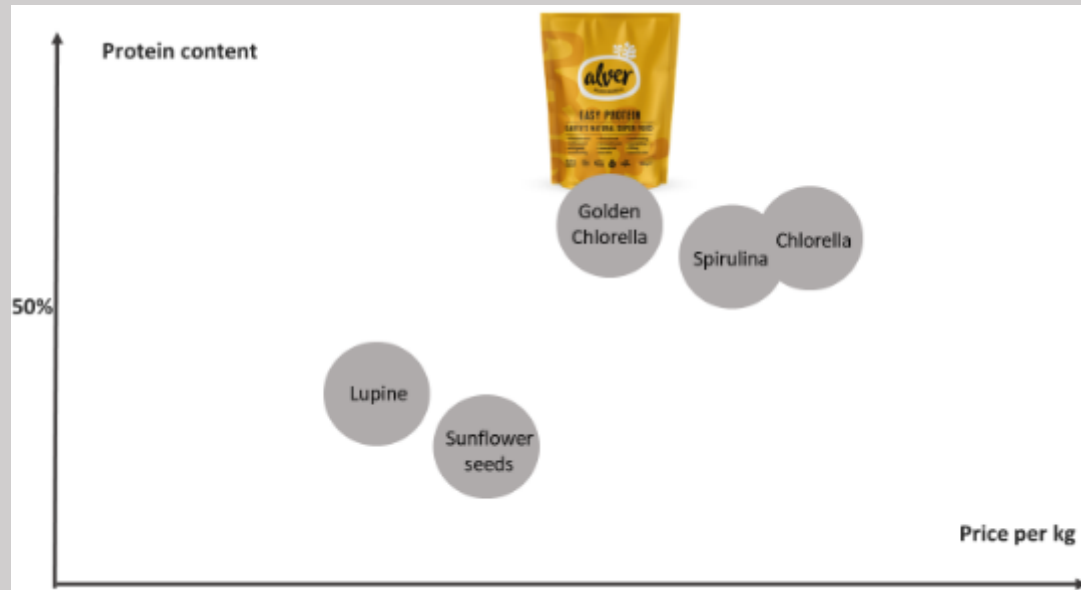 Protein content
alver
EASY PROTEIN
Golden
Chlorella
Spirulina
Chlorella
50%
Lupine
Sunflower
seeds
Price per kg